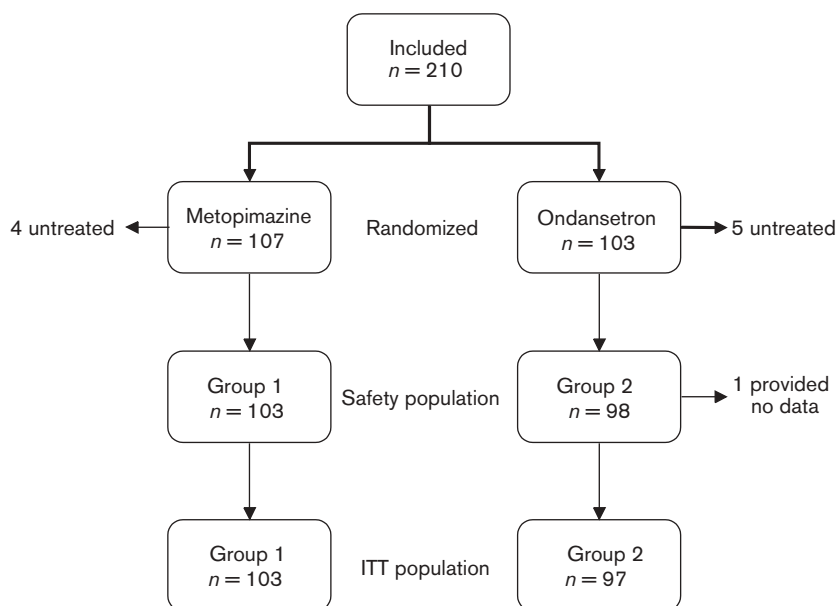 Included
n = 210
4 untreated
Metopimazine
n = 107
Randomized
Ondansetron
n = 103
5 untreated
Group 1
n = 103
Safety population
Group 2
n = 98
1 provided
no data
Group 1
n = 103
ITT population
Group 2
n = 97